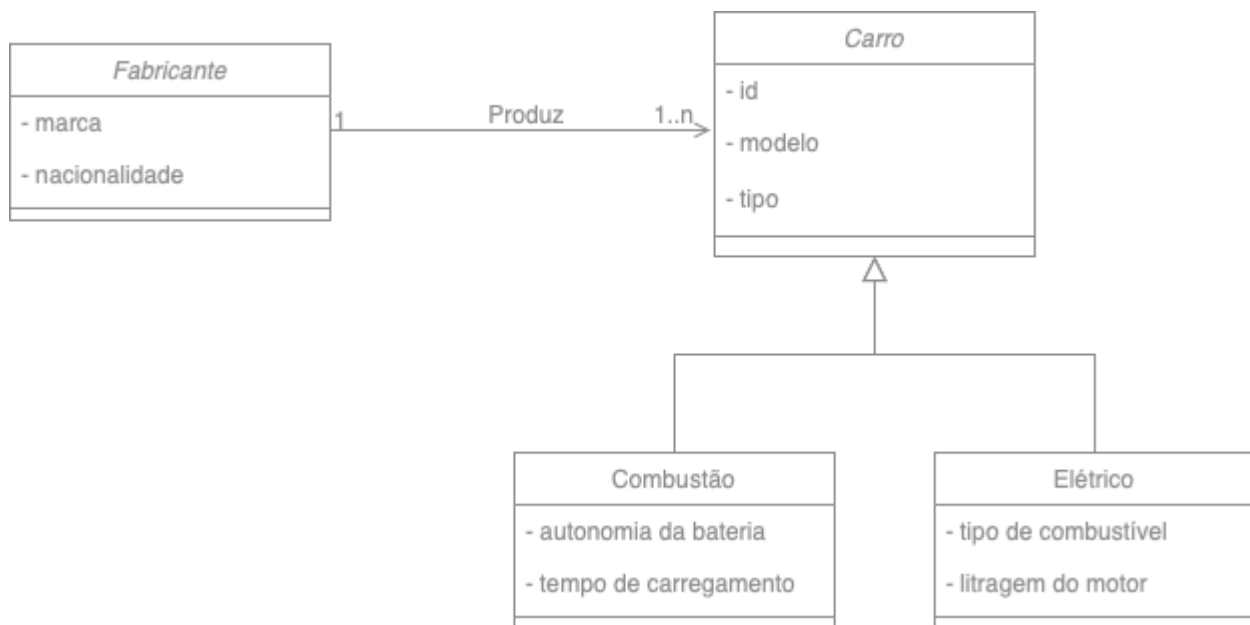 Fabricante
- marca
- nacionalidade
1
Produz
1..n
Carro
- id
- modelo
- tipo
Combustão
- autonomia da bateria
- tempo de carregamento
Elétrico
- tipo de combustível
- litragem do motor